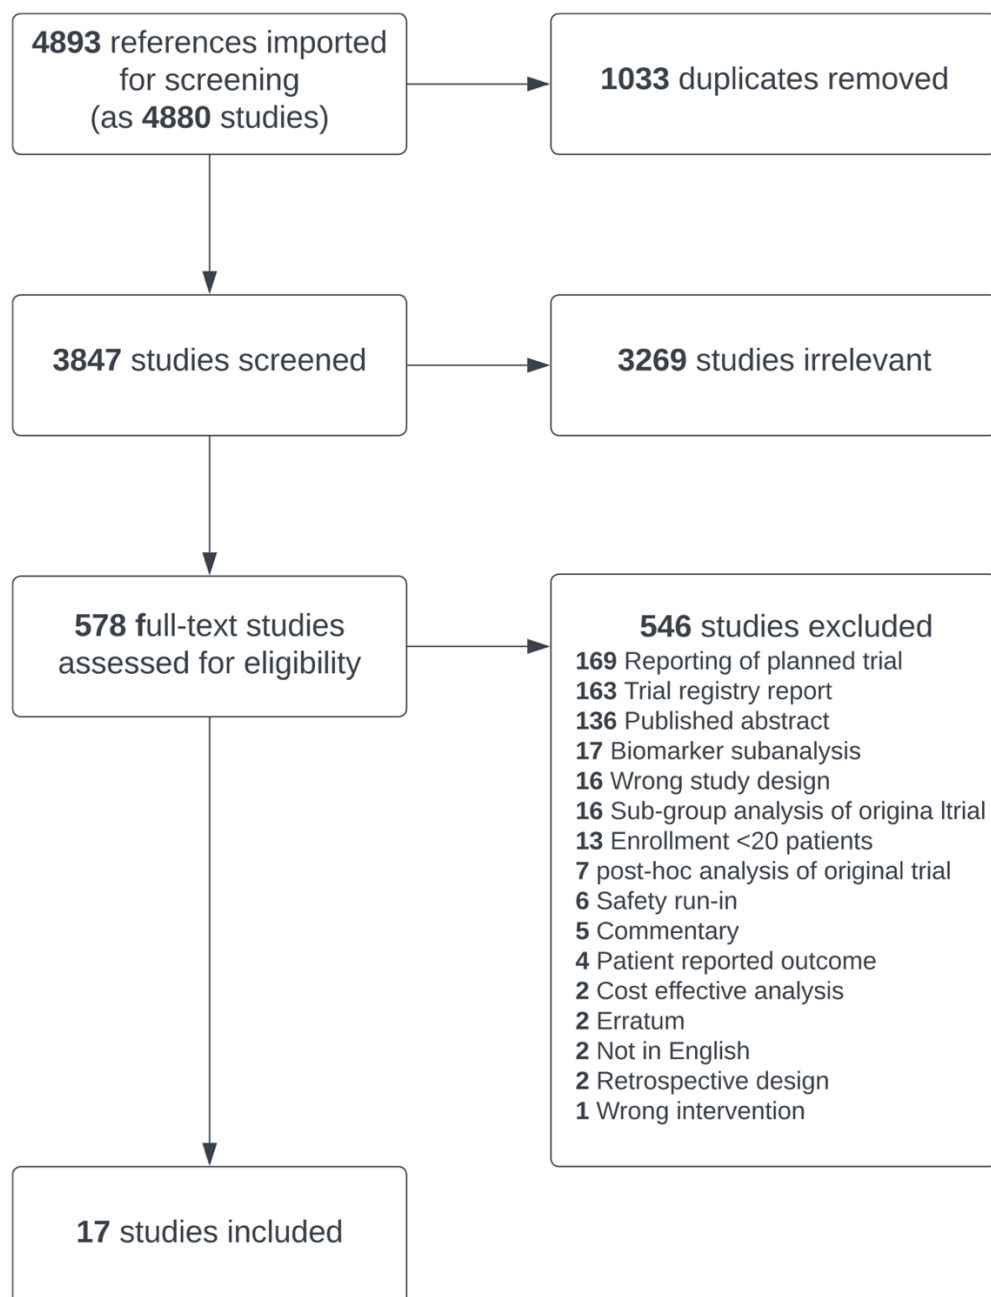 4893 references imported
for screening
(as 4880 studies)
1033 duplicates removed
3847 studies screened
3269 studies irrelevant
578 full-text studies
assessed for eligibility
546 studies excluded
169 Reporting of planned trial
163 Trial registry report
136 Published abstract
17 Biomarker subanalysis
16 Wrong study design
16 Sub-group analysis of origina ltrial
13 Enrollment <20 patients
7 post-hoc analysis of original trial
6 Safety run-in
5 Commentary
4 Patient reported outcome
2 Cost effective analysis
2 Erratum
2 Not in English
2 Retrospective design
1 Wrong intervention
17 studies included